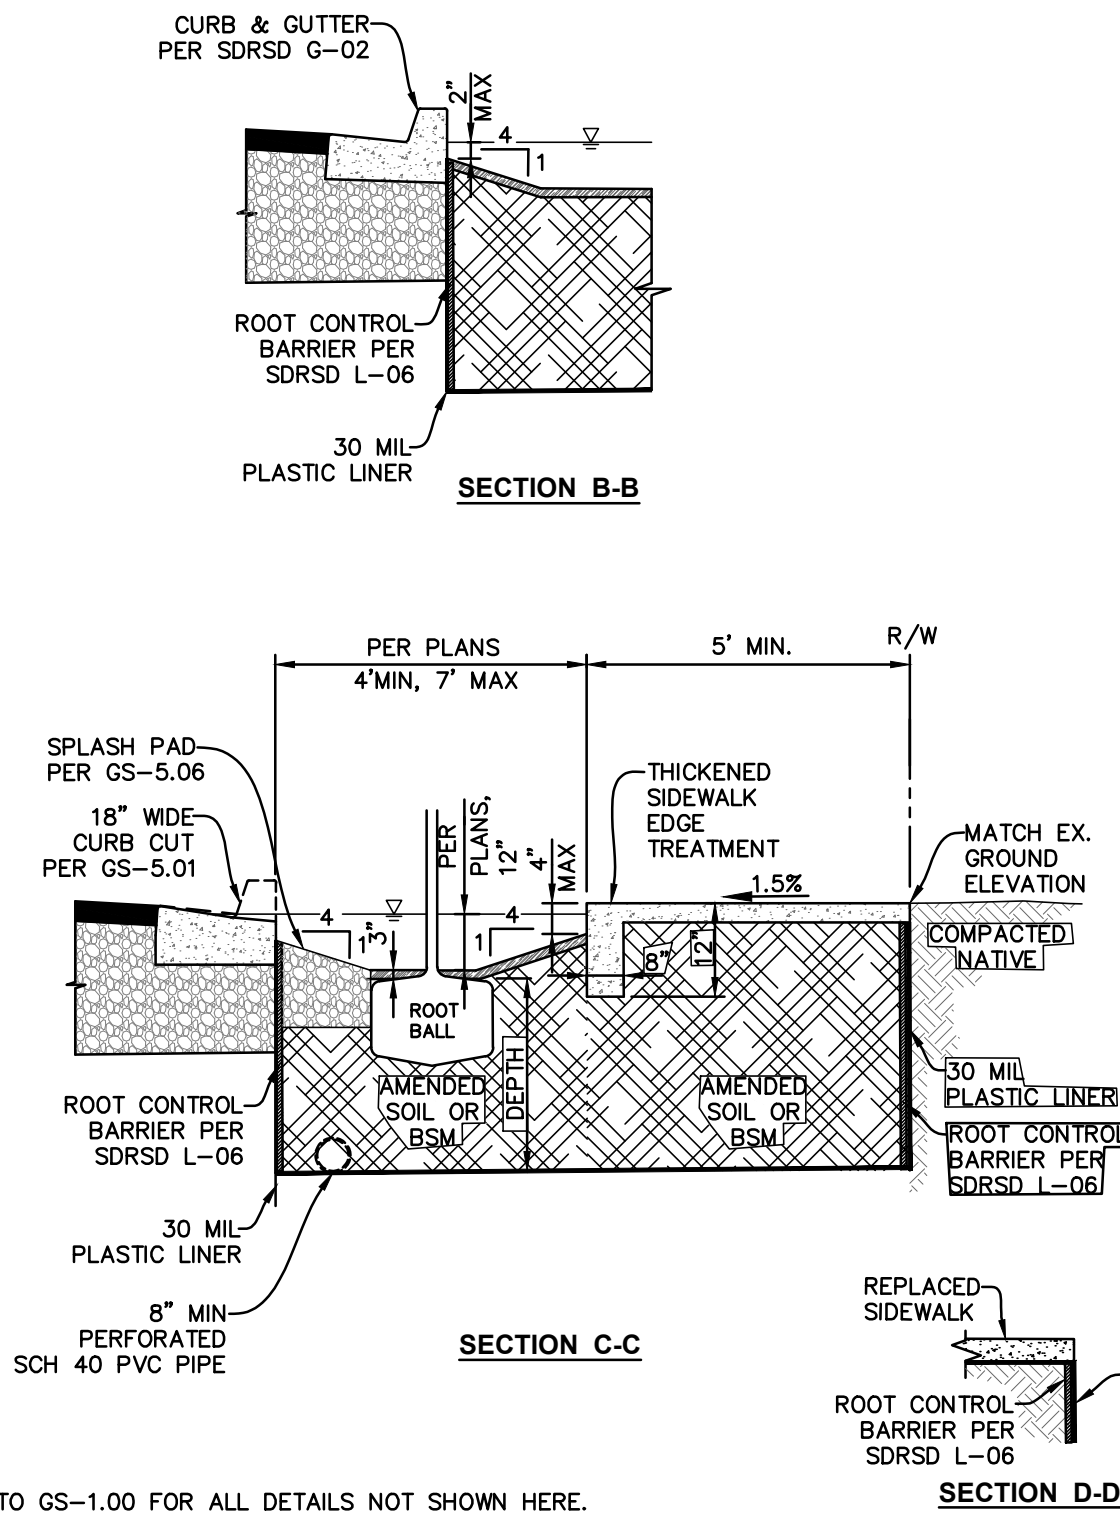 CURB & GUTTER
PER SDRSD G-02
2"
MAX
4
1
ROOT CONTROL
BARRIER PER
SDRSD L-06
30 MIL
PLASTIC LINER
SECTION B-B
PER PLANS
4'MIN, 7' MAX
5' MIN.
R/W
SPLASH PAD
PER GS-5.06
18" WIDE
CURB CUT
PER GS-5.01
THICKENED
SIDEWALK
EDGE
TREATMENT
PER
PLANS,
12"
4"
MAX
1.5%
MATCH EX.
GROUND
ELEVATION
4
1
3"
4
1
8"
12"
COMPACTED
NATIVE
ROOT
BALL
DEPTH
AMENDED
SOIL OR
BSM
AMENDED
SOIL OR
BSM
30 MIL
PLASTIC LINER
ROOT CONTROL
BARRIER PER
SDRSD L-06
ROOT CONTROL
BARRIER PER
SDRSD L-06
30 MIL
PLASTIC LINER
8" MIN
PERFORATED
SCH 40 PVC PIPE
SECTION C-C
REPLACED
SIDEWALK
ROOT CONTROL
BARRIER PER
SDRSD L-06
SECTION D-D
TO GS-1.00 FOR ALL DETAILS NOT SHOWN HERE.